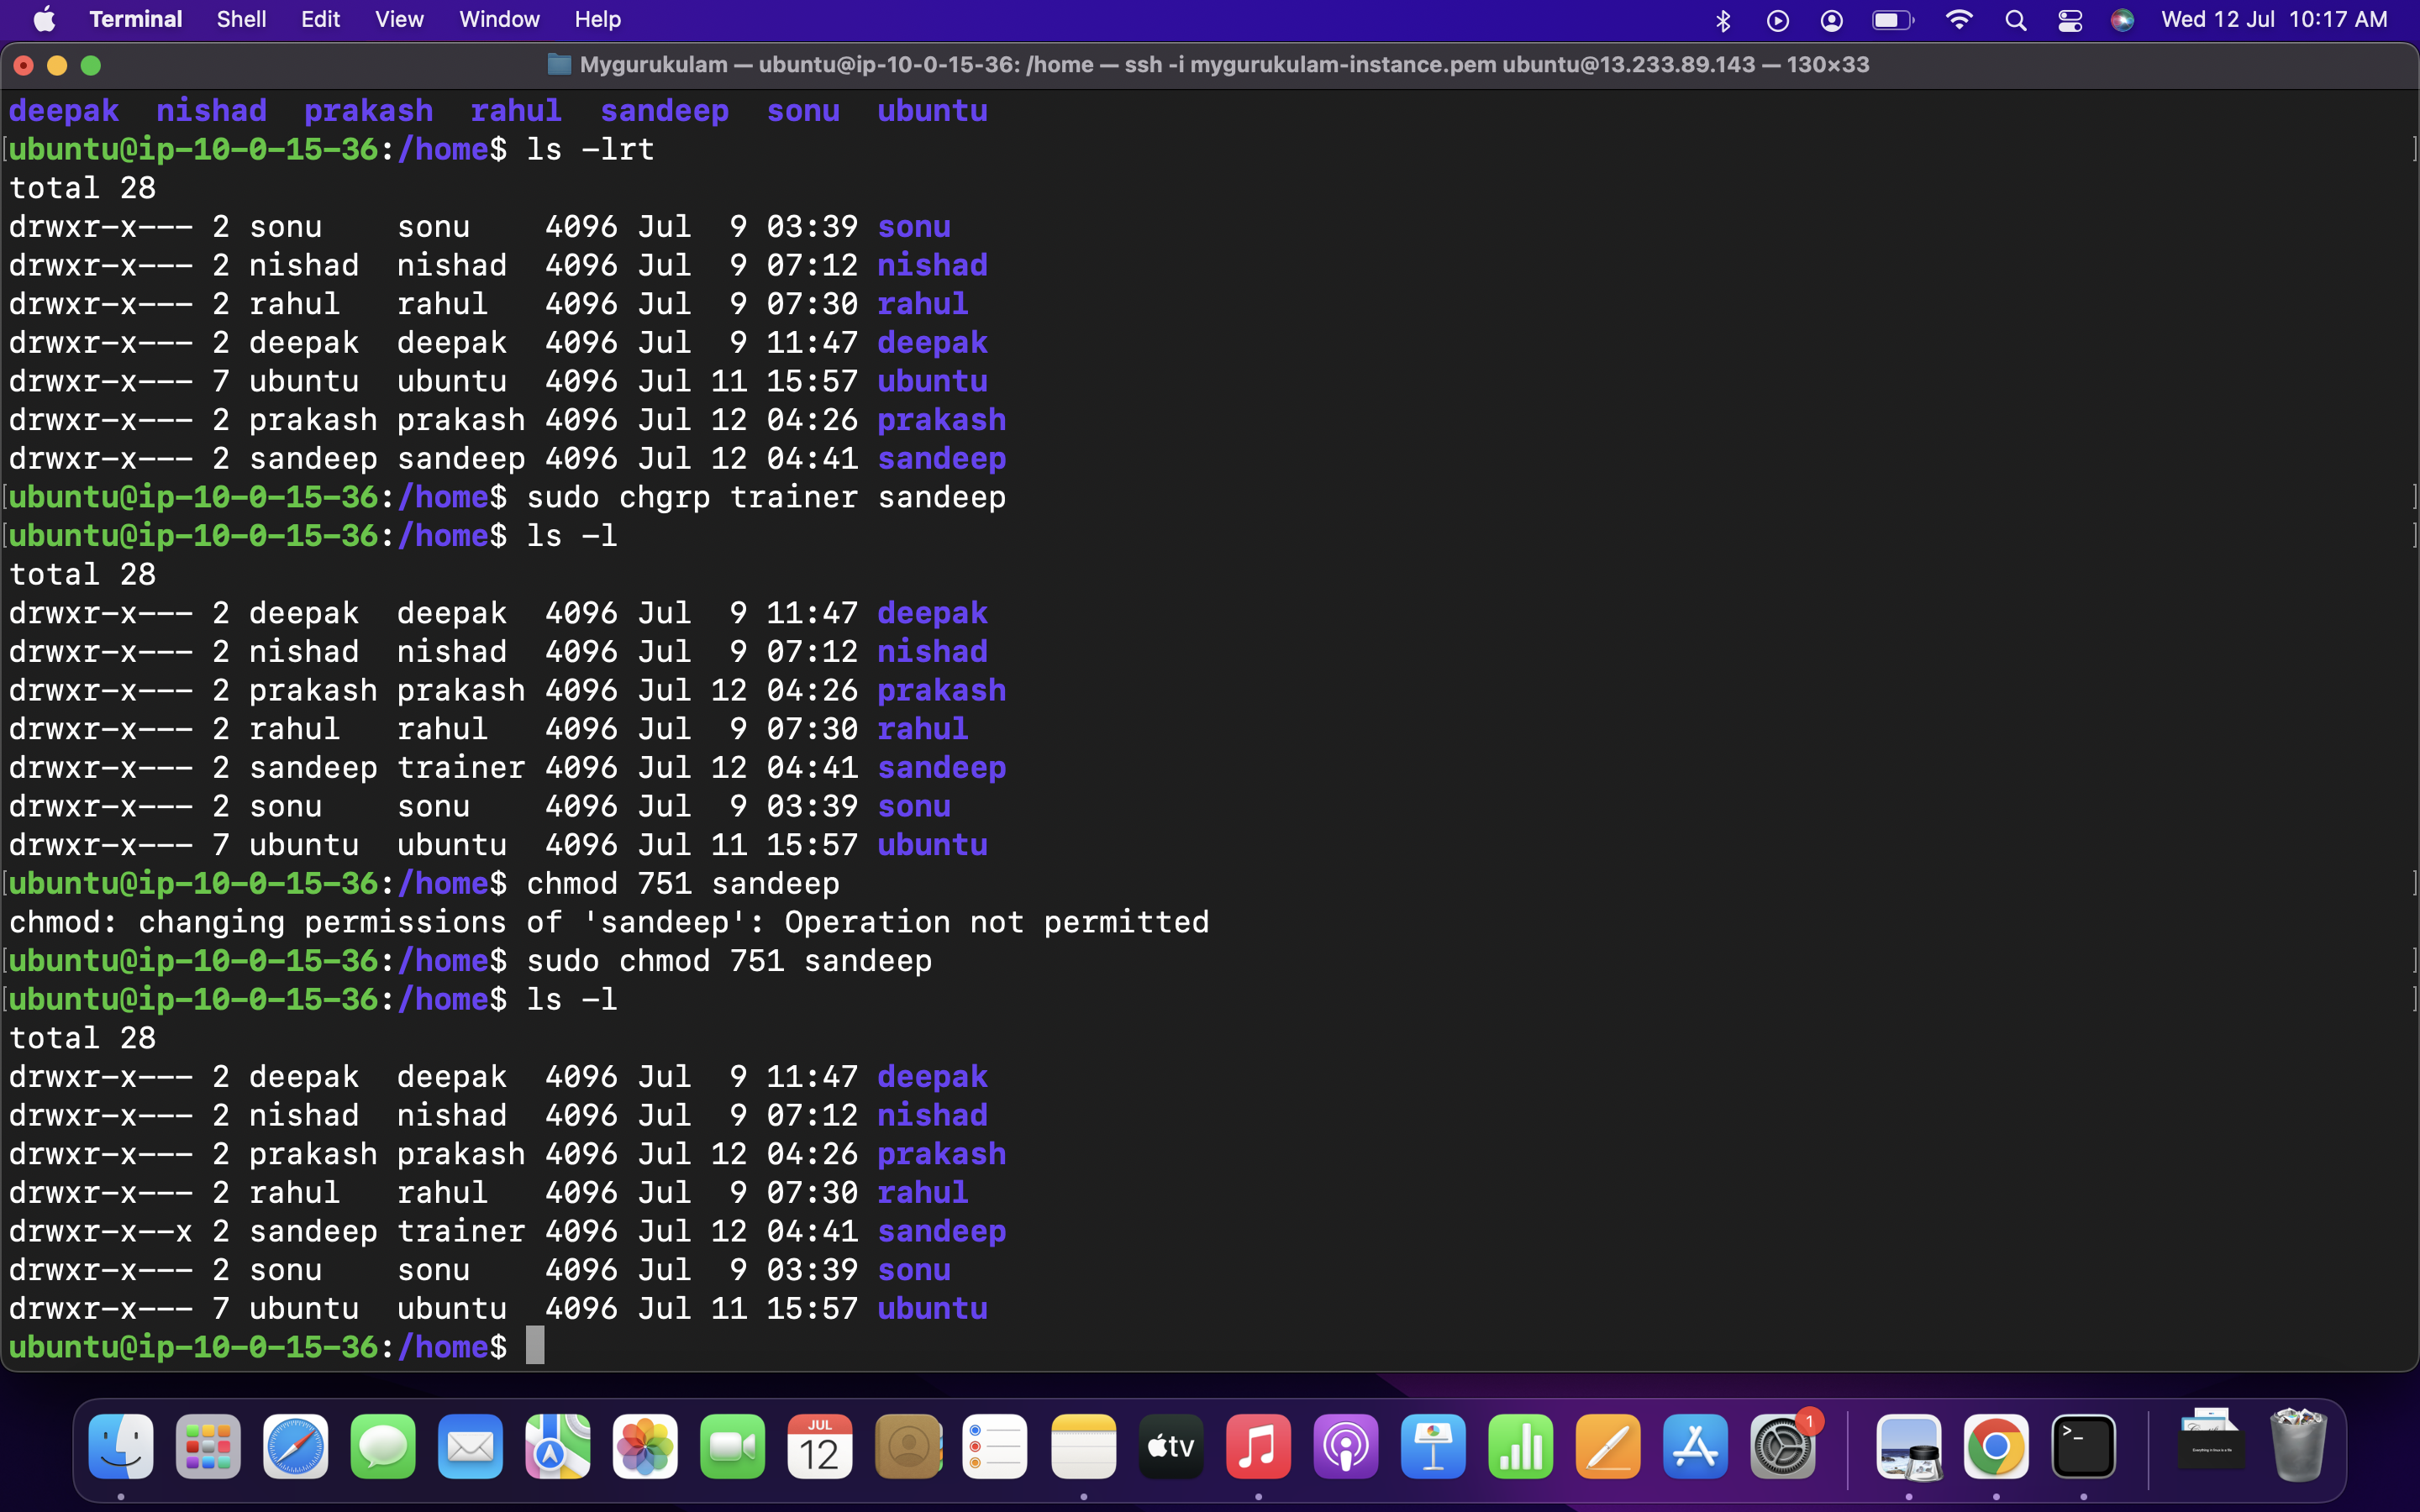 Terminal Shell Edit View Window Help Wed 12 Jul 10:17 AM
Mygurukulam — ubuntu@ip-10-0-15-36: /home — ssh -i mygurukulam-instance.pem ubuntu@13.233.89.143 — 130×33
deepak nishad prakash rahul sandeep sonu ubuntu
[ubuntu@ip-10-0-15-36:/home$ ls -lrt ]
total 28
drwxr-x--- 2 sonu    sonu    4096 Jul  9 03:39 sonu
drwxr-x--- 2 nishad  nishad  4096 Jul  9 07:12 nishad
drwxr-x--- 2 rahul   rahul   4096 Jul  9 07:30 rahul
drwxr-x--- 2 deepak  deepak  4096 Jul  9 11:47 deepak
drwxr-x--- 7 ubuntu  ubuntu  4096 Jul 11 15:57 ubuntu
drwxr-x--- 2 prakash prakash 4096 Jul 12 04:26 prakash
drwxr-x--- 2 sandeep sandeep 4096 Jul 12 04:41 sandeep
[ubuntu@ip-10-0-15-36:/home$ sudo chgrp trainer sandeep ]
[ubuntu@ip-10-0-15-36:/home$ ls -l ]
total 28
drwxr-x--- 2 deepak  deepak  4096 Jul  9 11:47 deepak
drwxr-x--- 2 nishad  nishad  4096 Jul  9 07:12 nishad
drwxr-x--- 2 prakash prakash 4096 Jul 12 04:26 prakash
drwxr-x--- 2 rahul   rahul   4096 Jul  9 07:30 rahul
drwxr-x--- 2 sandeep trainer 4096 Jul 12 04:41 sandeep
drwxr-x--- 2 sonu    sonu    4096 Jul  9 03:39 sonu
drwxr-x--- 7 ubuntu  ubuntu  4096 Jul 11 15:57 ubuntu
[ubuntu@ip-10-0-15-36:/home$ chmod 751 sandeep ]
chmod: changing permissions of 'sandeep': Operation not permitted
[ubuntu@ip-10-0-15-36:/home$ sudo chmod 751 sandeep ]
[ubuntu@ip-10-0-15-36:/home$ ls -l ]
total 28
drwxr-x--- 2 deepak  deepak  4096 Jul  9 11:47 deepak
drwxr-x--- 2 nishad  nishad  4096 Jul  9 07:12 nishad
drwxr-x--- 2 prakash prakash 4096 Jul 12 04:26 prakash
drwxr-x--- 2 rahul   rahul   4096 Jul  9 07:30 rahul
drwxr-x--x 2 sandeep trainer 4096 Jul 12 04:41 sandeep
drwxr-x--- 2 sonu    sonu    4096 Jul  9 03:39 sonu
drwxr-x--- 7 ubuntu  ubuntu  4096 Jul 11 15:57 ubuntu
ubuntu@ip-10-0-15-36:/home$
JUL
12
tv
1
>_